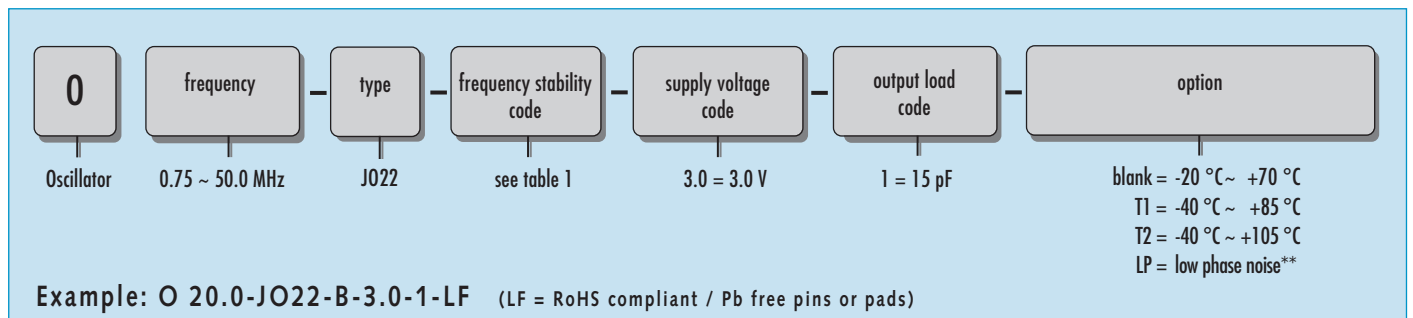 O
frequency
–
type
–
frequency stability
code
–
supply voltage
code
–
output load
code
–
option
Oscillator
0.75 ~ 50.0 MHz
JO22
see table 1
3.0 = 3.0 V
1 = 15 pF
blank = -20 °C ~ +70 °C
T1 = -40 °C ~ +85 °C
T2 = -40 °C ~ +105 °C
LP = low phase noise**
Example: O 20.0-JO22-B-3.0-1-LF (LF = RoHS compliant / Pb free pins or pads)